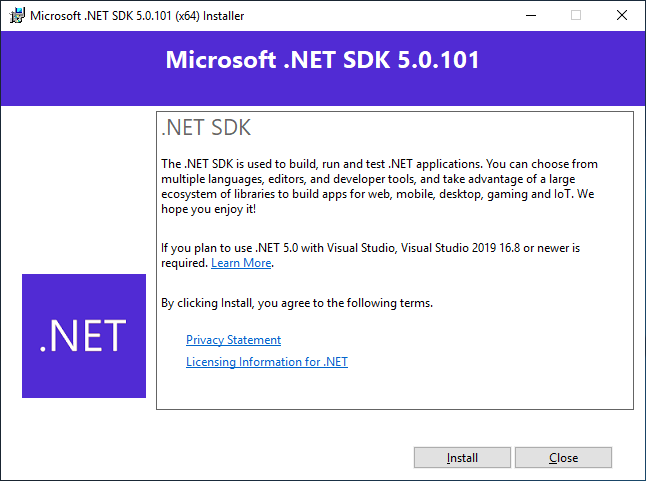 Microsoft .NET SDK 5.0.101 (x64) Installer
Microsoft .NET SDK 5.0.101
.NET SDK
The .NET SDK is used to build, run and test .NET applications. You can choose from
multiple languages, editors, and developer tools, and take advantage of a large
ecosystem of libraries to build apps for web, mobile, desktop, gaming and IoT. We
hope you enjoy it!
If you plan to use .NET 5.0 with Visual Studio, Visual Studio 2019 16.8 or newer is
required. Learn More.
By clicking Install, you agree to the following terms.
Privacy Statement
Licensing Information for .NET
.NET
Install
Close